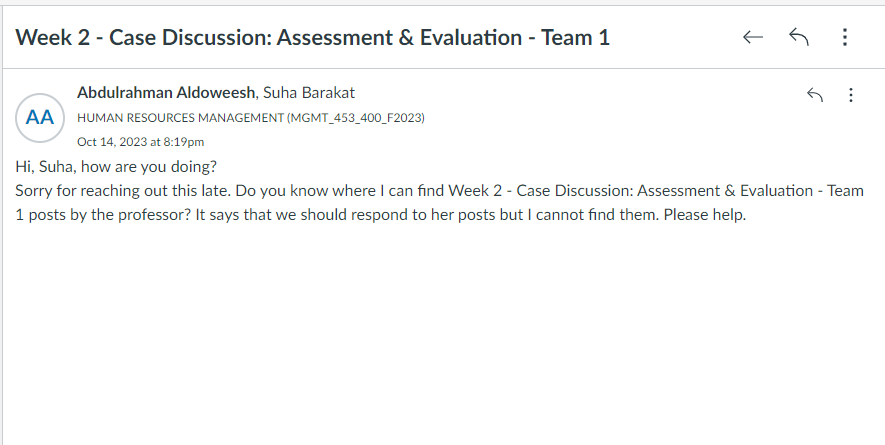 Week 2 - Case Discussion: Assessment & Evaluation - Team 1
Abdulrahman Aldoweesh, Suha Barakat
AA
HUMAN RESOURCES MANAGEMENT (MGMT_453_400_F2023)
Oct 14, 2023 at 8:19pm
Hi, Suha, how are you doing?
Sorry for reaching out this late. Do you know where I can find Week 2 - Case Discussion: Assessment & Evaluation - Team
1 posts by the professor? It says that we should respond to her posts but I cannot find them. Please help.